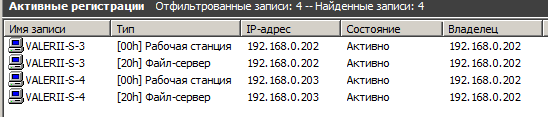 Активные регистрации Отфильтрованные записи: 4 -- Найденные записи: 4
Имя записи Тип IP-адрес Состояние Владелец
VALERII-S-3 [00h] Рабочая станция 192.168.0.202 Активно 192.168.0.202
VALERII-S-3 [20h] Файл-сервер 192.168.0.202 Активно 192.168.0.202
VALERII-S-4 [00h] Рабочая станция 192.168.0.203 Активно 192.168.0.202
VALERII-S-4 [20h] Файл-сервер 192.168.0.203 Активно 192.168.0.202